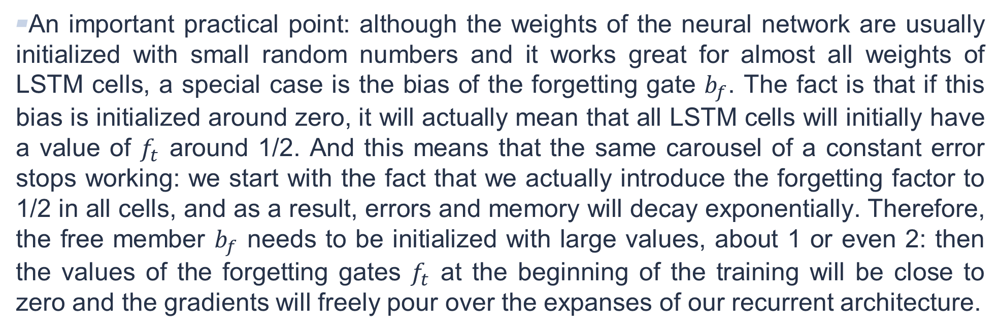 ▰An important practical point: although the weights of the neural network are usually
initialized with small random numbers and it works great for almost all weights of
LSTM cells, a special case is the bias of the forgetting gate b_f. The fact is that if this
bias is initialized around zero, it will actually mean that all LSTM cells will initially have
a value of f_t around 1/2. And this means that the same carousel of a constant error
stops working: we start with the fact that we actually introduce the forgetting factor to
1/2 in all cells, and as a result, errors and memory will decay exponentially. Therefore,
the free member b_f needs to be initialized with large values, about 1 or even 2: then
the values of the forgetting gates f_t at the beginning of the training will be close to
zero and the gradients will freely pour over the expanses of our recurrent architecture.